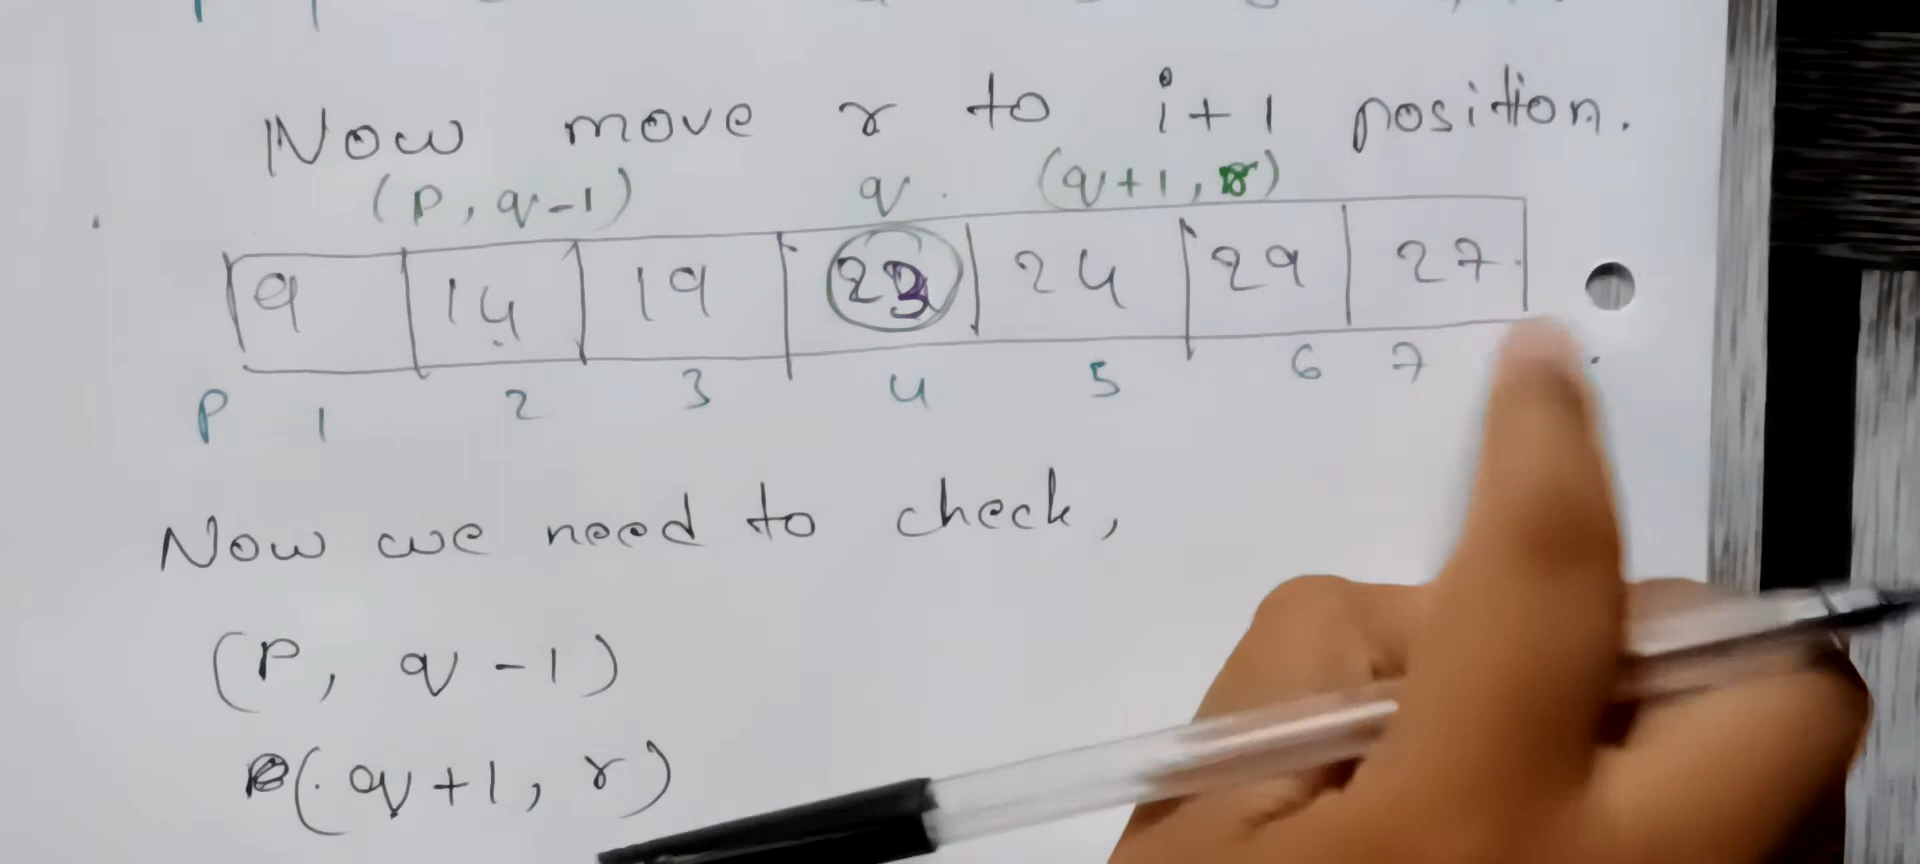 Now move r to i+1 position.
(P, q-1) q. (q+1, r)
9 14 19 23 24 29 27
P 1 2 3 4 5 6 7
Now we need to check,
(P, q-1)
(q+1, r)